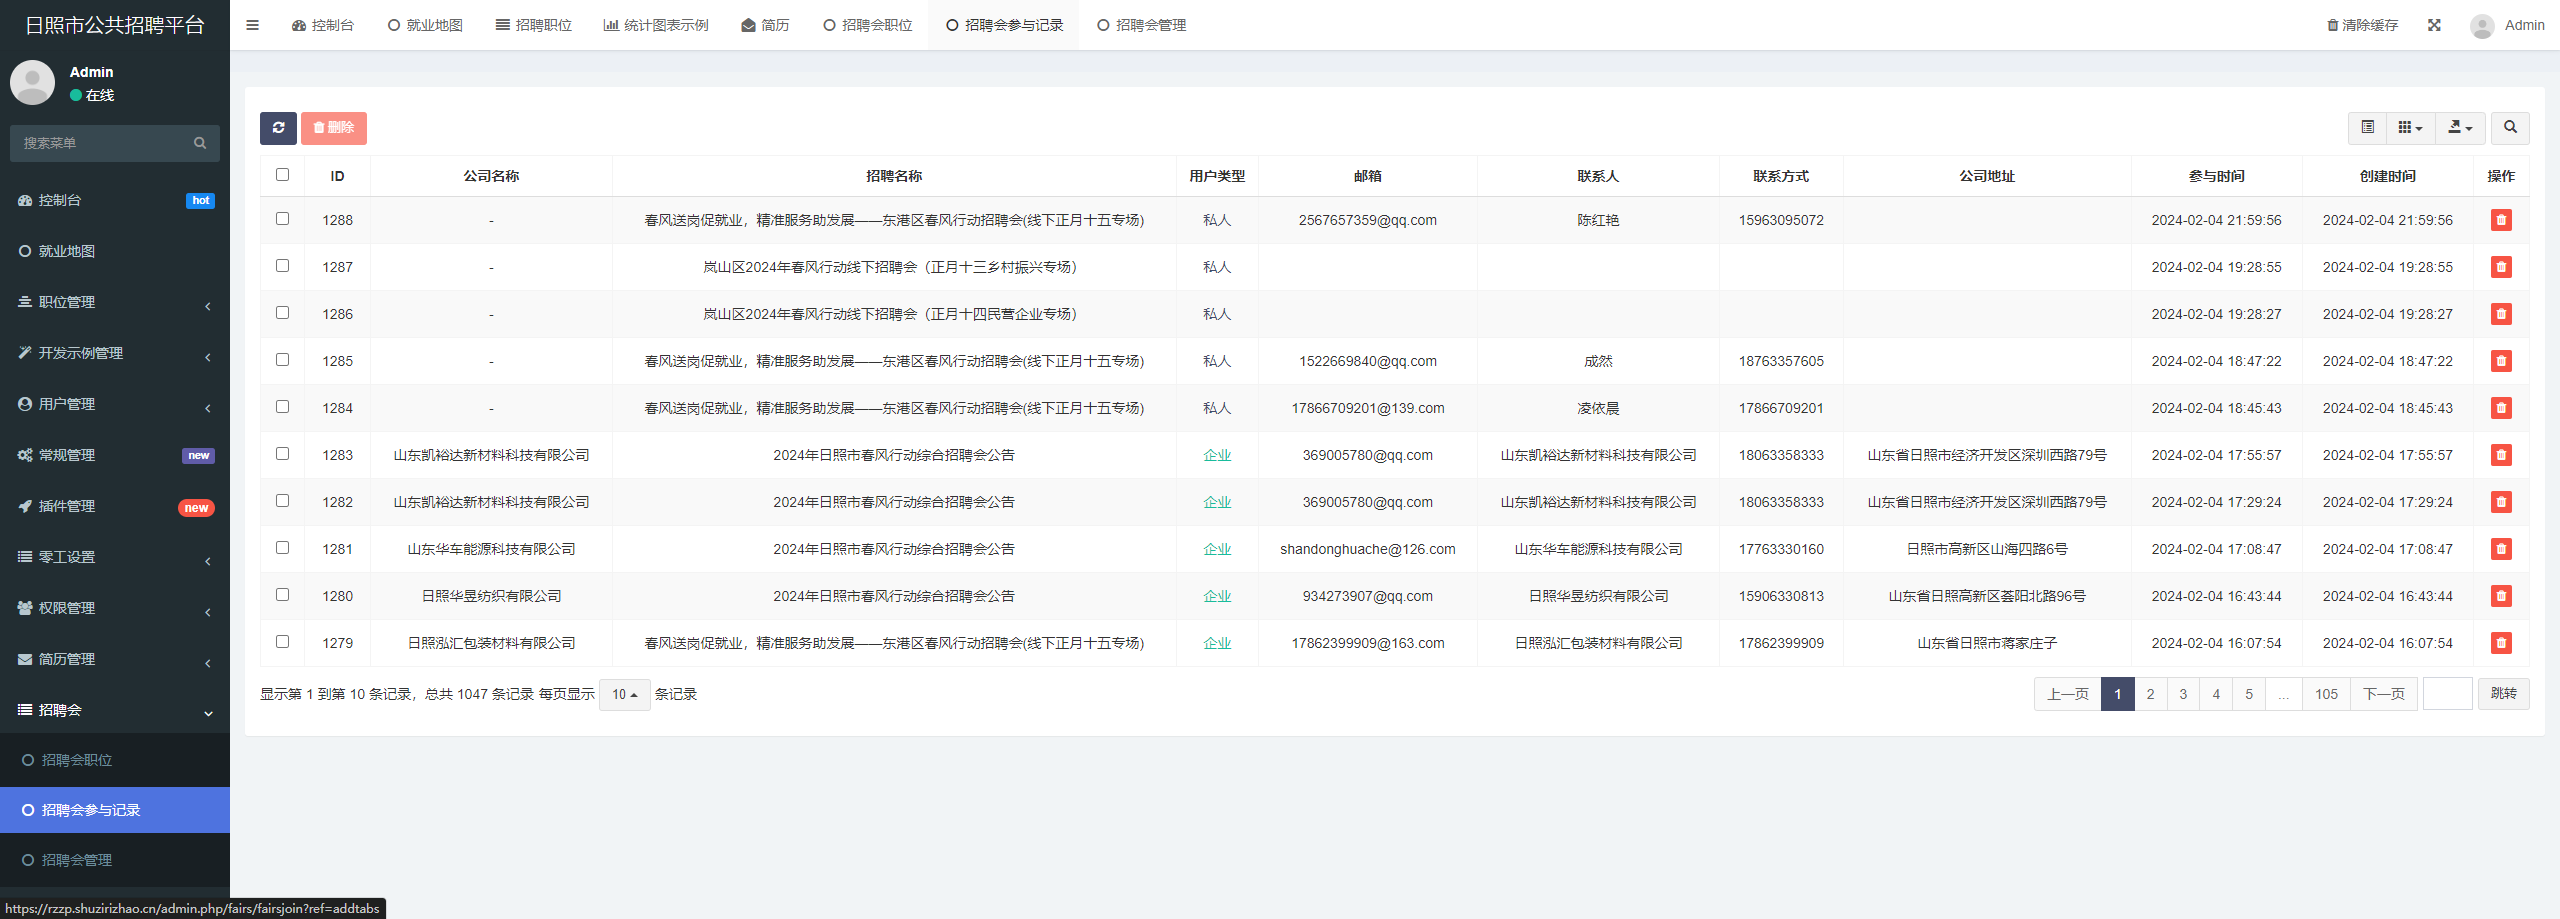 日照市公共招聘平台
控制台 就业地图 招聘职位 统计图表示例 简历 招聘会职位 招聘会参与记录 招聘会管理 清除缓存 Admin
Admin
在线
搜索菜单
控制台 hot
就业地图
职位管理
开发示例管理
用户管理
常规管理 new
插件管理 new
零工设置
权限管理
简历管理
招聘会
招聘会职位
招聘会参与记录
招聘会管理
删除
ID 公司名称 招聘名称 用户类型 邮箱 联系人 联系方式 公司地址 参与时间 创建时间 操作
1288 - 春风送岗促就业，精准服务助发展——东港区春风行动招聘会(线下正月十五专场) 私人 2567657359@qq.com 陈红艳 15963095072 2024-02-04 21:59:56 2024-02-04 21:59:56
1287 - 岚山区2024年春风行动线下招聘会（正月十三乡村振兴专场） 私人 2024-02-04 19:28:55 2024-02-04 19:28:55
1286 - 岚山区2024年春风行动线下招聘会（正月十四民营企业专场） 私人 2024-02-04 19:28:27 2024-02-04 19:28:27
1285 - 春风送岗促就业，精准服务助发展——东港区春风行动招聘会(线下正月十五专场) 私人 1522669840@qq.com 成然 18763357605 2024-02-04 18:47:22 2024-02-04 18:47:22
1284 - 春风送岗促就业，精准服务助发展——东港区春风行动招聘会(线下正月十五专场) 私人 17866709201@139.com 凌依晨 17866709201 2024-02-04 18:45:43 2024-02-04 18:45:43
1283 山东凯裕达新材料科技有限公司 2024年日照市春风行动综合招聘会公告 企业 369005780@qq.com 山东凯裕达新材料科技有限公司 18063358333 山东省日照市经济开发区深圳西路79号 2024-02-04 17:55:57 2024-02-04 17:55:57
1282 山东凯裕达新材料科技有限公司 2024年日照市春风行动综合招聘会公告 企业 369005780@qq.com 山东凯裕达新材料科技有限公司 18063358333 山东省日照市经济开发区深圳西路79号 2024-02-04 17:29:24 2024-02-04 17:29:24
1281 山东华车能源科技有限公司 2024年日照市春风行动综合招聘会公告 企业 shandonghuache@126.com 山东华车能源科技有限公司 17763330160 日照市高新区山海四路6号 2024-02-04 17:08:47 2024-02-04 17:08:47
1280 日照华昱纺织有限公司 2024年日照市春风行动综合招聘会公告 企业 934273907@qq.com 日照华昱纺织有限公司 15906330813 山东省日照高新区荟阳北路96号 2024-02-04 16:43:44 2024-02-04 16:43:44
1279 日照泓汇包装材料有限公司 春风送岗促就业，精准服务助发展——东港区春风行动招聘会(线下正月十五专场) 企业 17862399909@163.com 日照泓汇包装材料有限公司 17862399909 山东省日照市蒋家庄子 2024-02-04 16:07:54 2024-02-04 16:07:54
显示第 1 到第 10 条记录，总共 1047 条记录 每页显示 10 条记录 上一页 1 2 3 4 5 ... 105 下一页 跳转
https://rzzp.shuzirizhao.cn/admin.php/fairs/fairsjoin?ref=addtabs